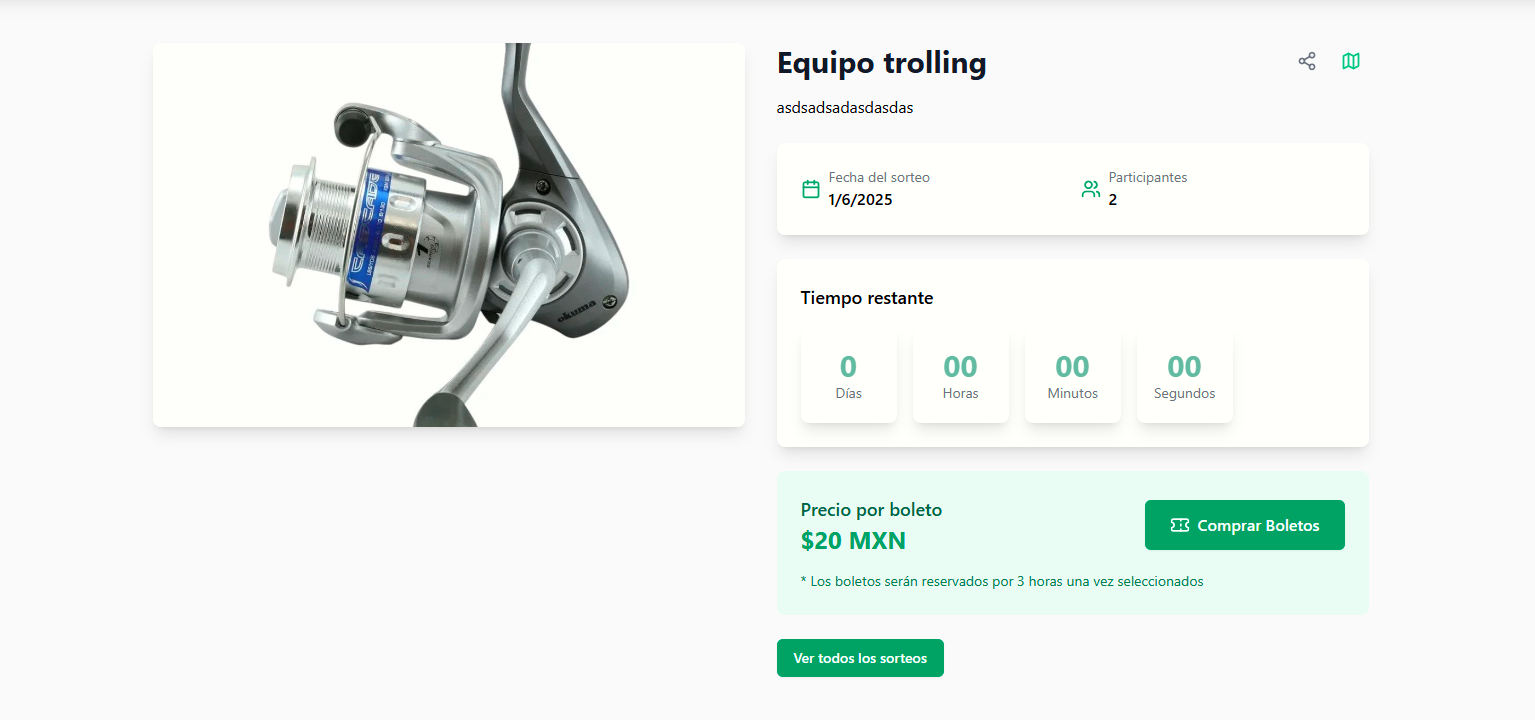 Equipo trolling
asdsadsadasdasdas
Fecha del sorteo
1/6/2025
Participantes
2
Tiempo restante
0
Días
00
Horas
00
Minutos
00
Segundos
Precio por boleto
$20 MXN
Comprar Boletos
* Los boletos serán reservados por 3 horas una vez seleccionados
Ver todos los sorteos
okuma